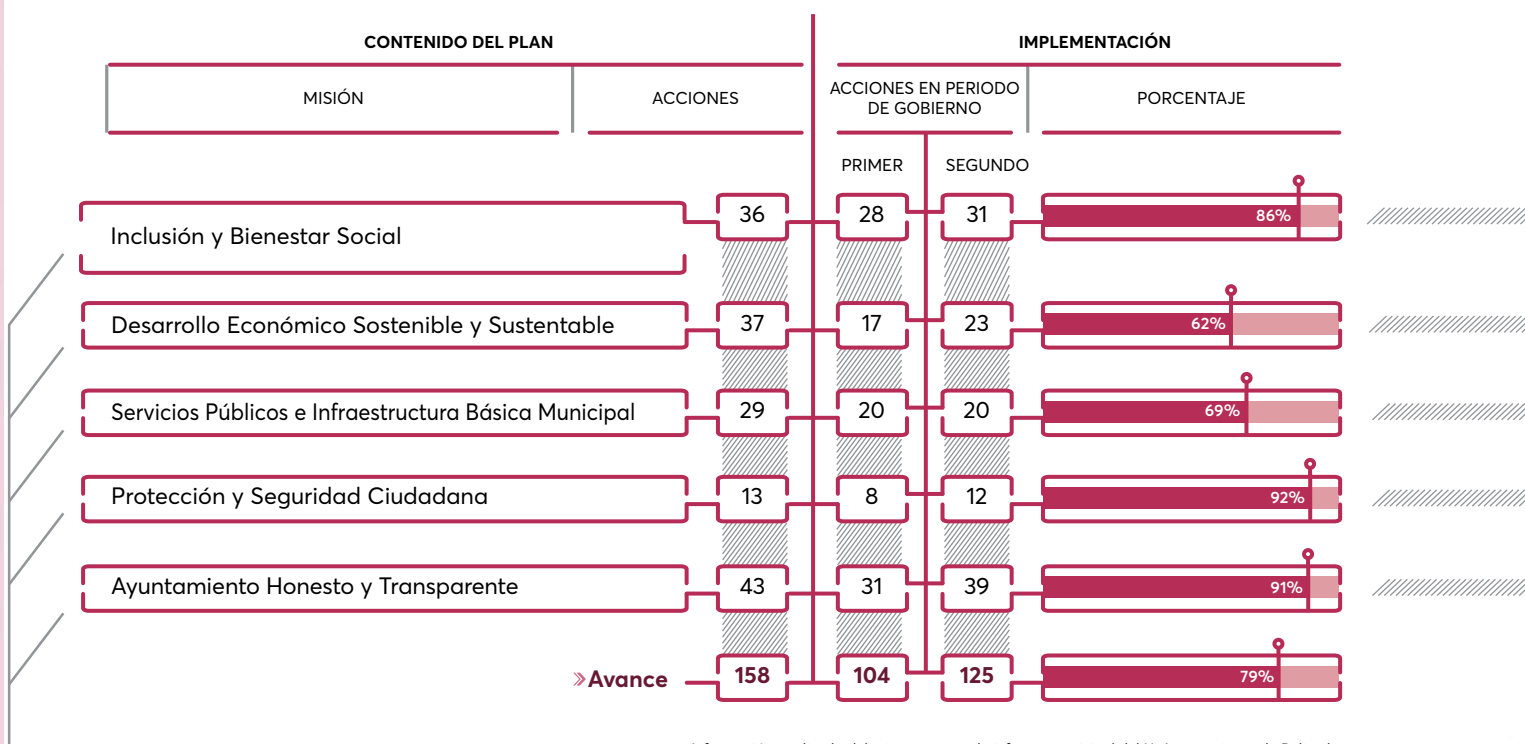 CONTENIDO DEL PLAN
IMPLEMENTACIÓN
MISIÓN
ACCIONES
ACCIONES EN PERIODO
DE GOBIERNO
PORCENTAJE
PRIMER
SEGUNDO
Inclusión y Bienestar Social
36
28
31
86%
Desarrollo Económico Sostenible y Sustentable
37
17
23
62%
Servicios Públicos e Infraestructura Básica Municipal
29
20
20
69%
Protección y Seguridad Ciudadana
13
8
12
92%
Ayuntamiento Honesto y Transparente
43
31
39
91%
»Avance
158
104
125
79%